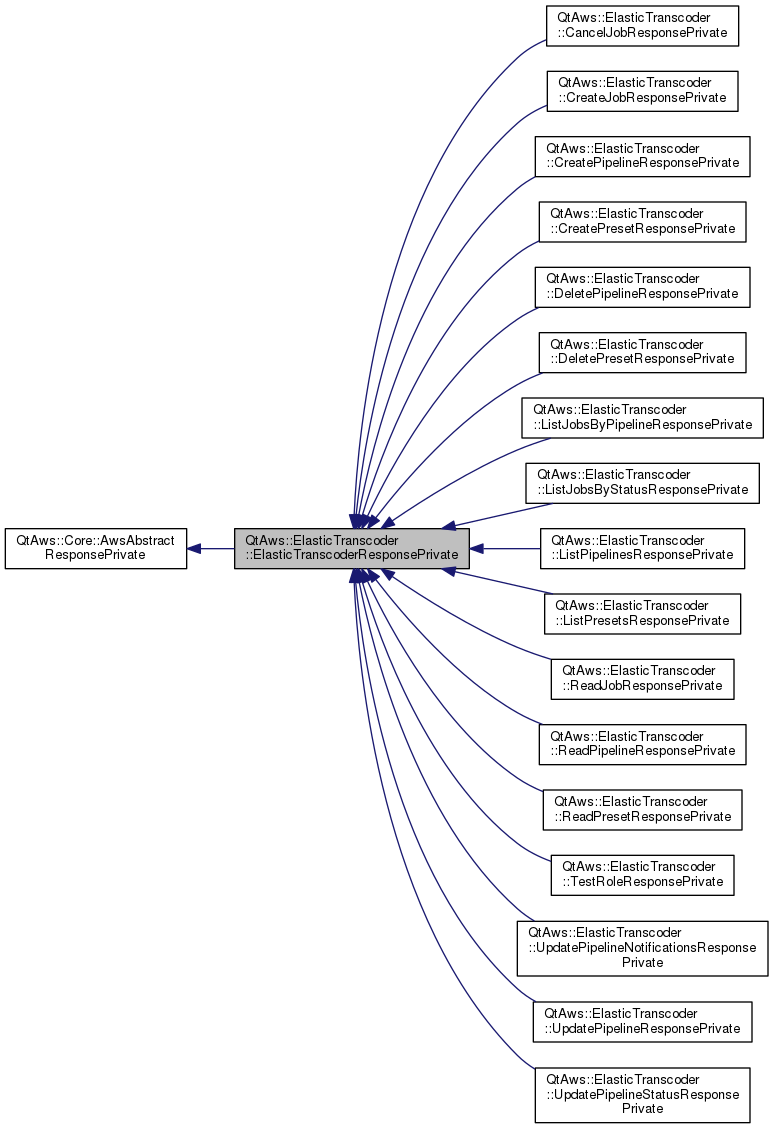 QtAws::ElasticTranscoder
::CancelJobResponsePrivate
QtAws::ElasticTranscoder
::CreateJobResponsePrivate
QtAws::ElasticTranscoder
::CreatePipelineResponsePrivate
QtAws::ElasticTranscoder
::CreatePresetResponsePrivate
QtAws::ElasticTranscoder
::DeletePipelineResponsePrivate
QtAws::ElasticTranscoder
::DeletePresetResponsePrivate
QtAws::ElasticTranscoder
::ListJobsByPipelineResponsePrivate
QtAws::ElasticTranscoder
::ListJobsByStatusResponsePrivate
QtAws::Core::AwsAbstract
ResponsePrivate
QtAws::ElasticTranscoder
::ElasticTranscoderResponsePrivate
QtAws::ElasticTranscoder
::ListPipelinesResponsePrivate
QtAws::ElasticTranscoder
::ListPresetsResponsePrivate
QtAws::ElasticTranscoder
::ReadJobResponsePrivate
QtAws::ElasticTranscoder
::ReadPipelineResponsePrivate
QtAws::ElasticTranscoder
::ReadPresetResponsePrivate
QtAws::ElasticTranscoder
::TestRoleResponsePrivate
QtAws::ElasticTranscoder
::UpdatePipelineNotificationsResponse
Private
QtAws::ElasticTranscoder
::UpdatePipelineResponsePrivate
QtAws::ElasticTranscoder
::UpdatePipelineStatusResponse
Private